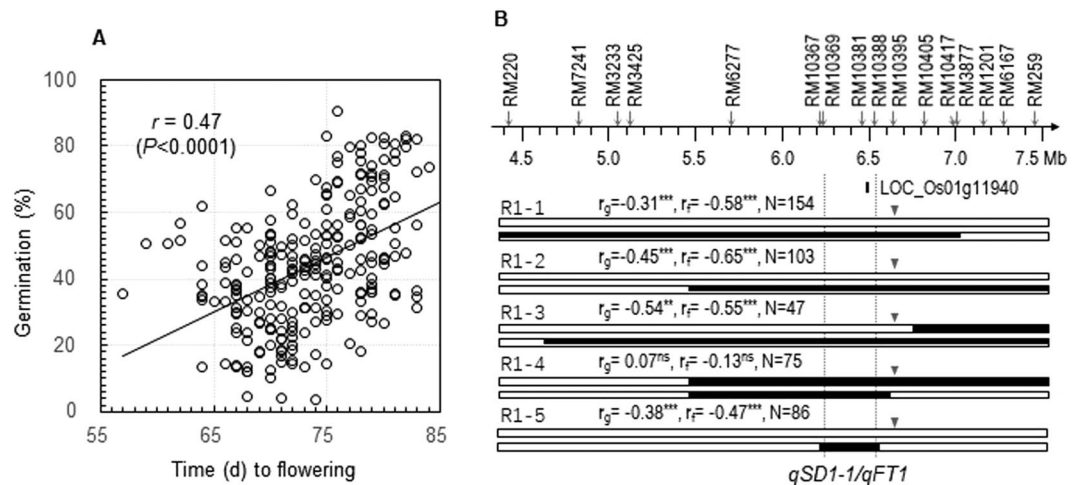 A
100
80
60
40
20
0
Germination (%)
r = 0.47
(P<0.0001)
55
65
75
85
Time (d) to flowering
B
RM220
RM7241
RM3233
RM3425
RM6277
RM10367
RM10369
RM10381
RM10388
RM10395
RM10405
RM10417
RM3877
RM1201
RM6167
RM259
4.5 5.0 5.5 6.0 6.5 7.0 7.5 Mb
LOC_Os01g11940
R1-1 rg=-0.31***, rf= -0.58***, N=154
R1-2 rg=-0.45***, rf= -0.65***, N=103
R1-3 rg= -0.54**, rf= -0.55***, N=47
R1-4 rg= 0.07ns, rf= -0.13ns, N=75
R1-5 rg= -0.38***, rf= -0.47***, N=86
qSD1-1/qFT1